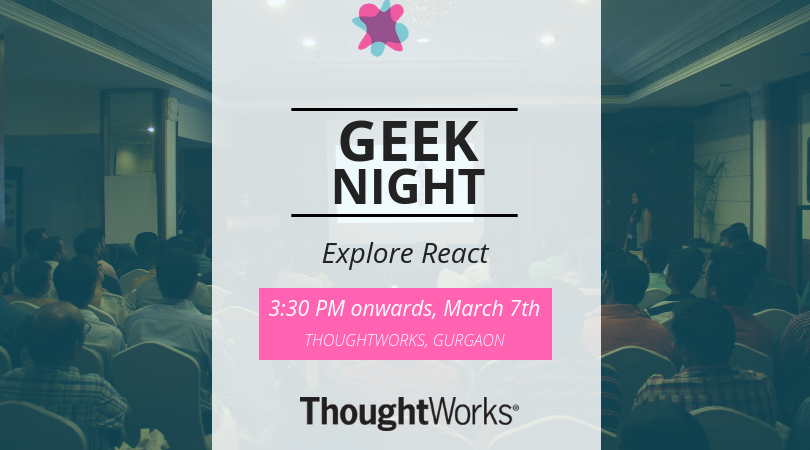 GEEK
NIGHT
Explore React
3:30 PM onwards, March 7th
THOUGHTWORKS, GURGAON
ThoughtWorks®